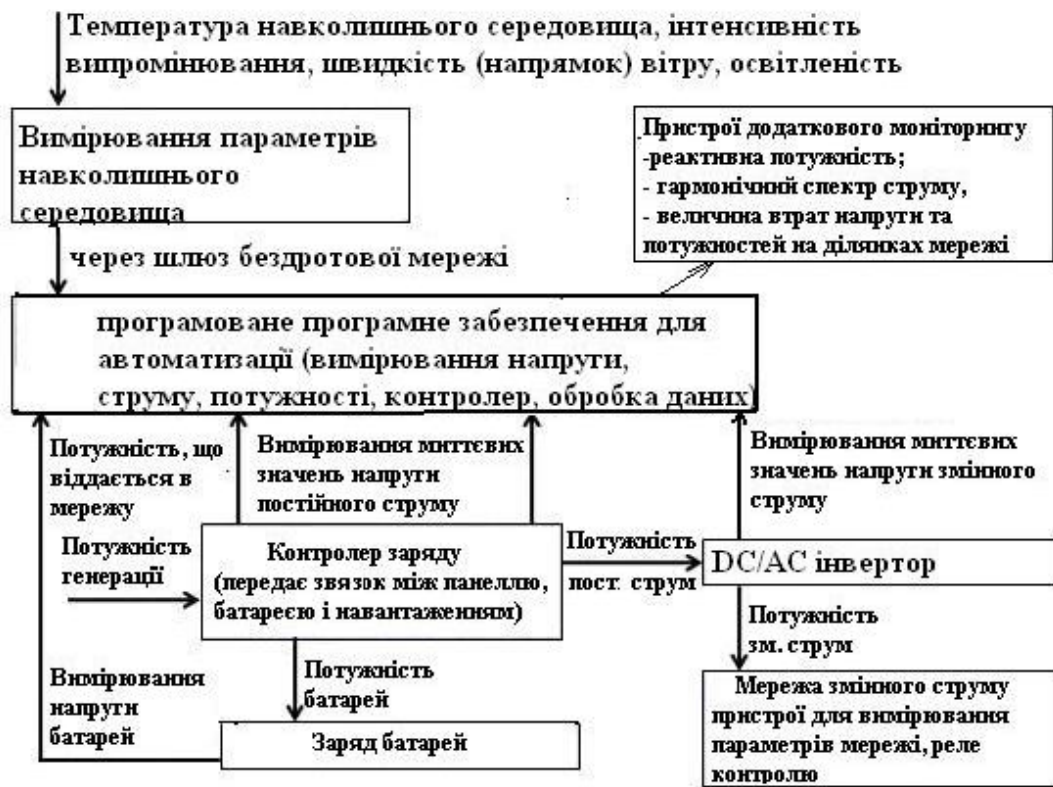 Температура навколишнього середовища, інтенсивність
випромінювання, швидкість (напрямок) вітру, освітленість
Вимірювання параметрів
навколишнього
середовища
Пристрої додаткового моніторингу
-реактивна потужність;
- гармонічний спектр струму,
- величина втрат напруги та
потужностей на ділянках мережі
через шлюз бездротової мережі
програмоване програмне забезпечення для
автоматизації (вимірювання напруги,
струму, потужності, контролер, обробка даних)
Потужність, що
віддається в
мережу
Вимірювання миттєвих
значень напруги
постійного струму
Вимірювання миттєвих
значень напруги змінного
струму
Потужність
генерації
Контролер заряду
(передає звязок між панеллю,
батареєю і навантаженням)
Потужність
пост. струм
DC/AC інвертор
Потужність
зм. струм
Вимірювання
напруги
батарей
Потужність
батарей
Заряд батарей
Мережа змінного струму
пристрої для вимірювання
параметрів мережі, реле
контролю